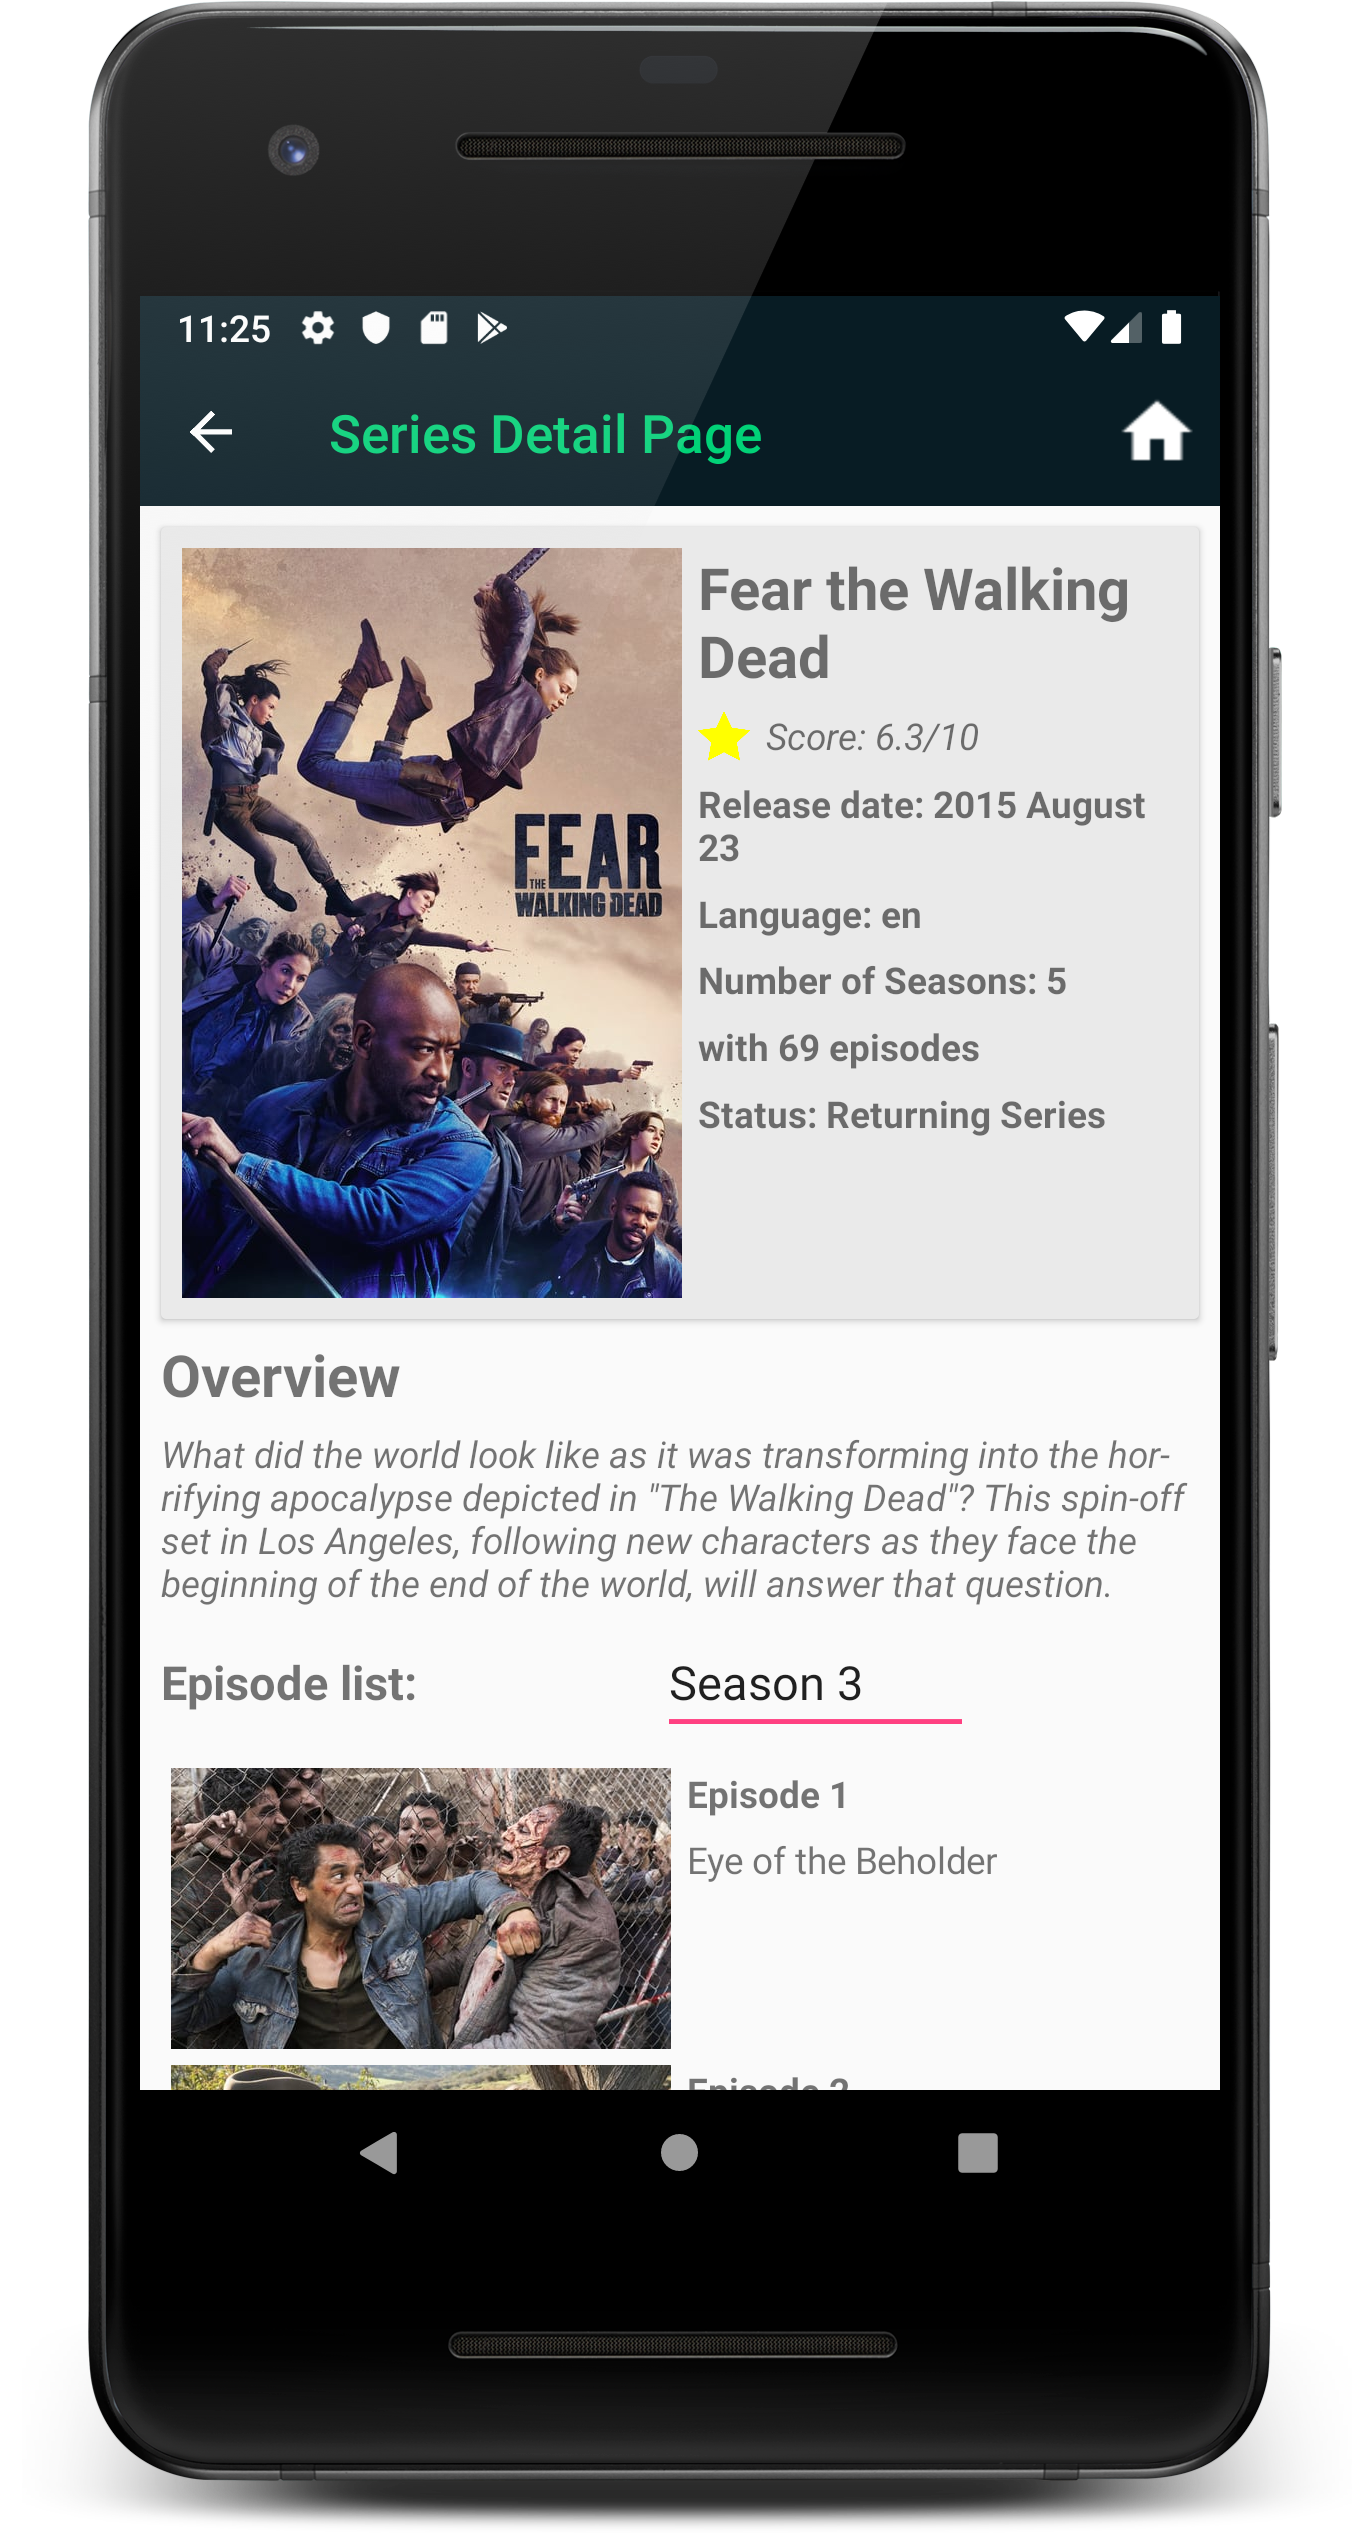 11:25
Series Detail Page
Fear the Walking
Dead
Score: 6.3/10
Release date: 2015 August
23
Language: en
Number of Seasons: 5
with 69 episodes
Status: Returning Series
FEAR
THE
WALKING DEAD
Overview
What did the world look like as it was transforming into the hor-
rifying apocalypse depicted in "The Walking Dead"? This spin-off
set in Los Angeles, following new characters as they face the
beginning of the end of the world, will answer that question.
Episode list:
Season 3
Episode 1
Eye of the Beholder
Episode 2